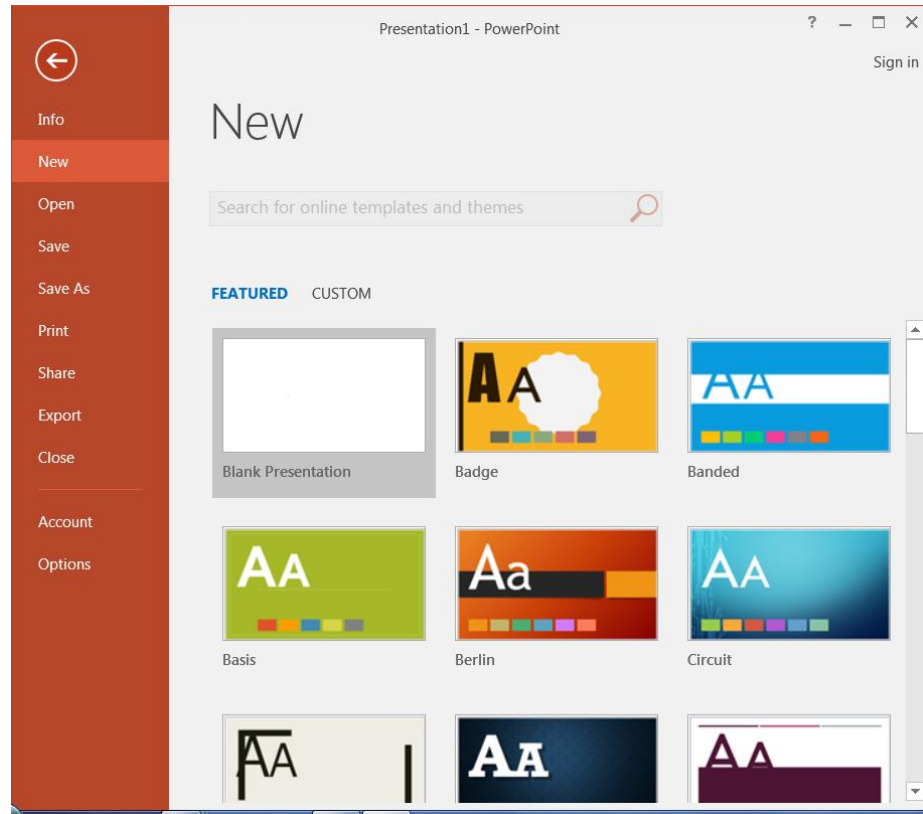 Presentation1 - PowerPoint
?
Sign in
Info
New
Open
Save
Save As
Print
Share
Export
Close
Account
Options
New
Search for online templates and themes
FEATURED CUSTOM
Blank Presentation
AA
Badge
AA
Banded
AA
Basis
Aa
Berlin
AA
Circuit
AA
AA
AA